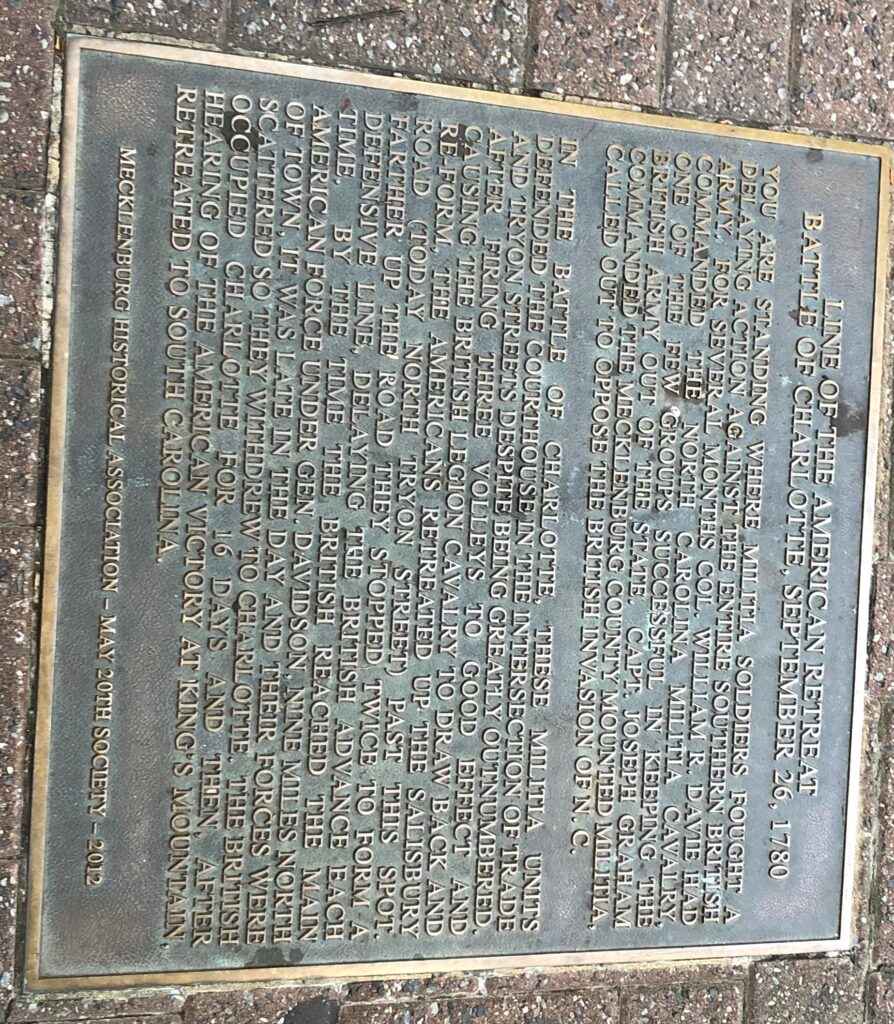 LINE OF THE AMERICAN RETREAT
BATTLE OF CHARLOTTE, SEPTEMBER 26, 1780
YOU ARE STANDING WHERE MILITIA SOLDIERS FOUGHT A
DELAYING ACTION AGAINST THE ENTIRE SOUTHERN BRITISH
ARMY. FOR SEVERAL MONTHS COL. WILLIAM R. DAVIE HAD
COMMANDED THE NORTH CAROLINA MILITIA CAVALRY,
ONE OF THE FEW GROUPS SUCCESSFUL IN KEEPING THE
BRITISH ARMY OUT OF THE STATE. CAPT. JOSEPH GRAHAM
COMMANDED THE MECKLENBURG COUNTY MOUNTED MILITIA,
CALLED OUT TO OPPOSE THE BRITISH INVASION OF N.C.
IN THE BATTLE OF CHARLOTTE, THESE MILITIA UNITS
DEFENDED THE COURTHOUSE IN THE INTERSECTION OF TRADE
AND TRYON STREETS DESPITE BEING GREATLY OUTNUMBERED.
AFTER FIRING THREE VOLLEYS TO GOOD EFFECT AND
CAUSING THE BRITISH LEGION CAVALRY TO DRAW BACK AND
RE-FORM, THE AMERICANS RETREATED UP THE SALISBURY
ROAD (TODAY NORTH TRYON STREET) PAST THIS SPOT.
FARTHER UP THE ROAD THEY STOPPED TWICE TO FORM A
DEFENSIVE LINE, DELAYING THE BRITISH ADVANCE EACH
TIME. BY THE TIME THE BRITISH REACHED THE MAIN
AMERICAN FORCE UNDER GEN. DAVIDSON NINE MILES NORTH
OF TOWN, IT WAS LATE IN THE DAY AND THEIR FORCES WERE
SCATTERED SO THEY WITHDREW TO CHARLOTTE. THE BRITISH
OCCUPIED CHARLOTTE FOR 16 DAYS AND THEN, AFTER
HEARING OF THE AMERICAN VICTORY AT KING'S MOUNTAIN,
RETREATED TO SOUTH CAROLINA.
MECKLENBURG HISTORICAL ASSOCIATION – MAY 20TH SOCIETY – 2012